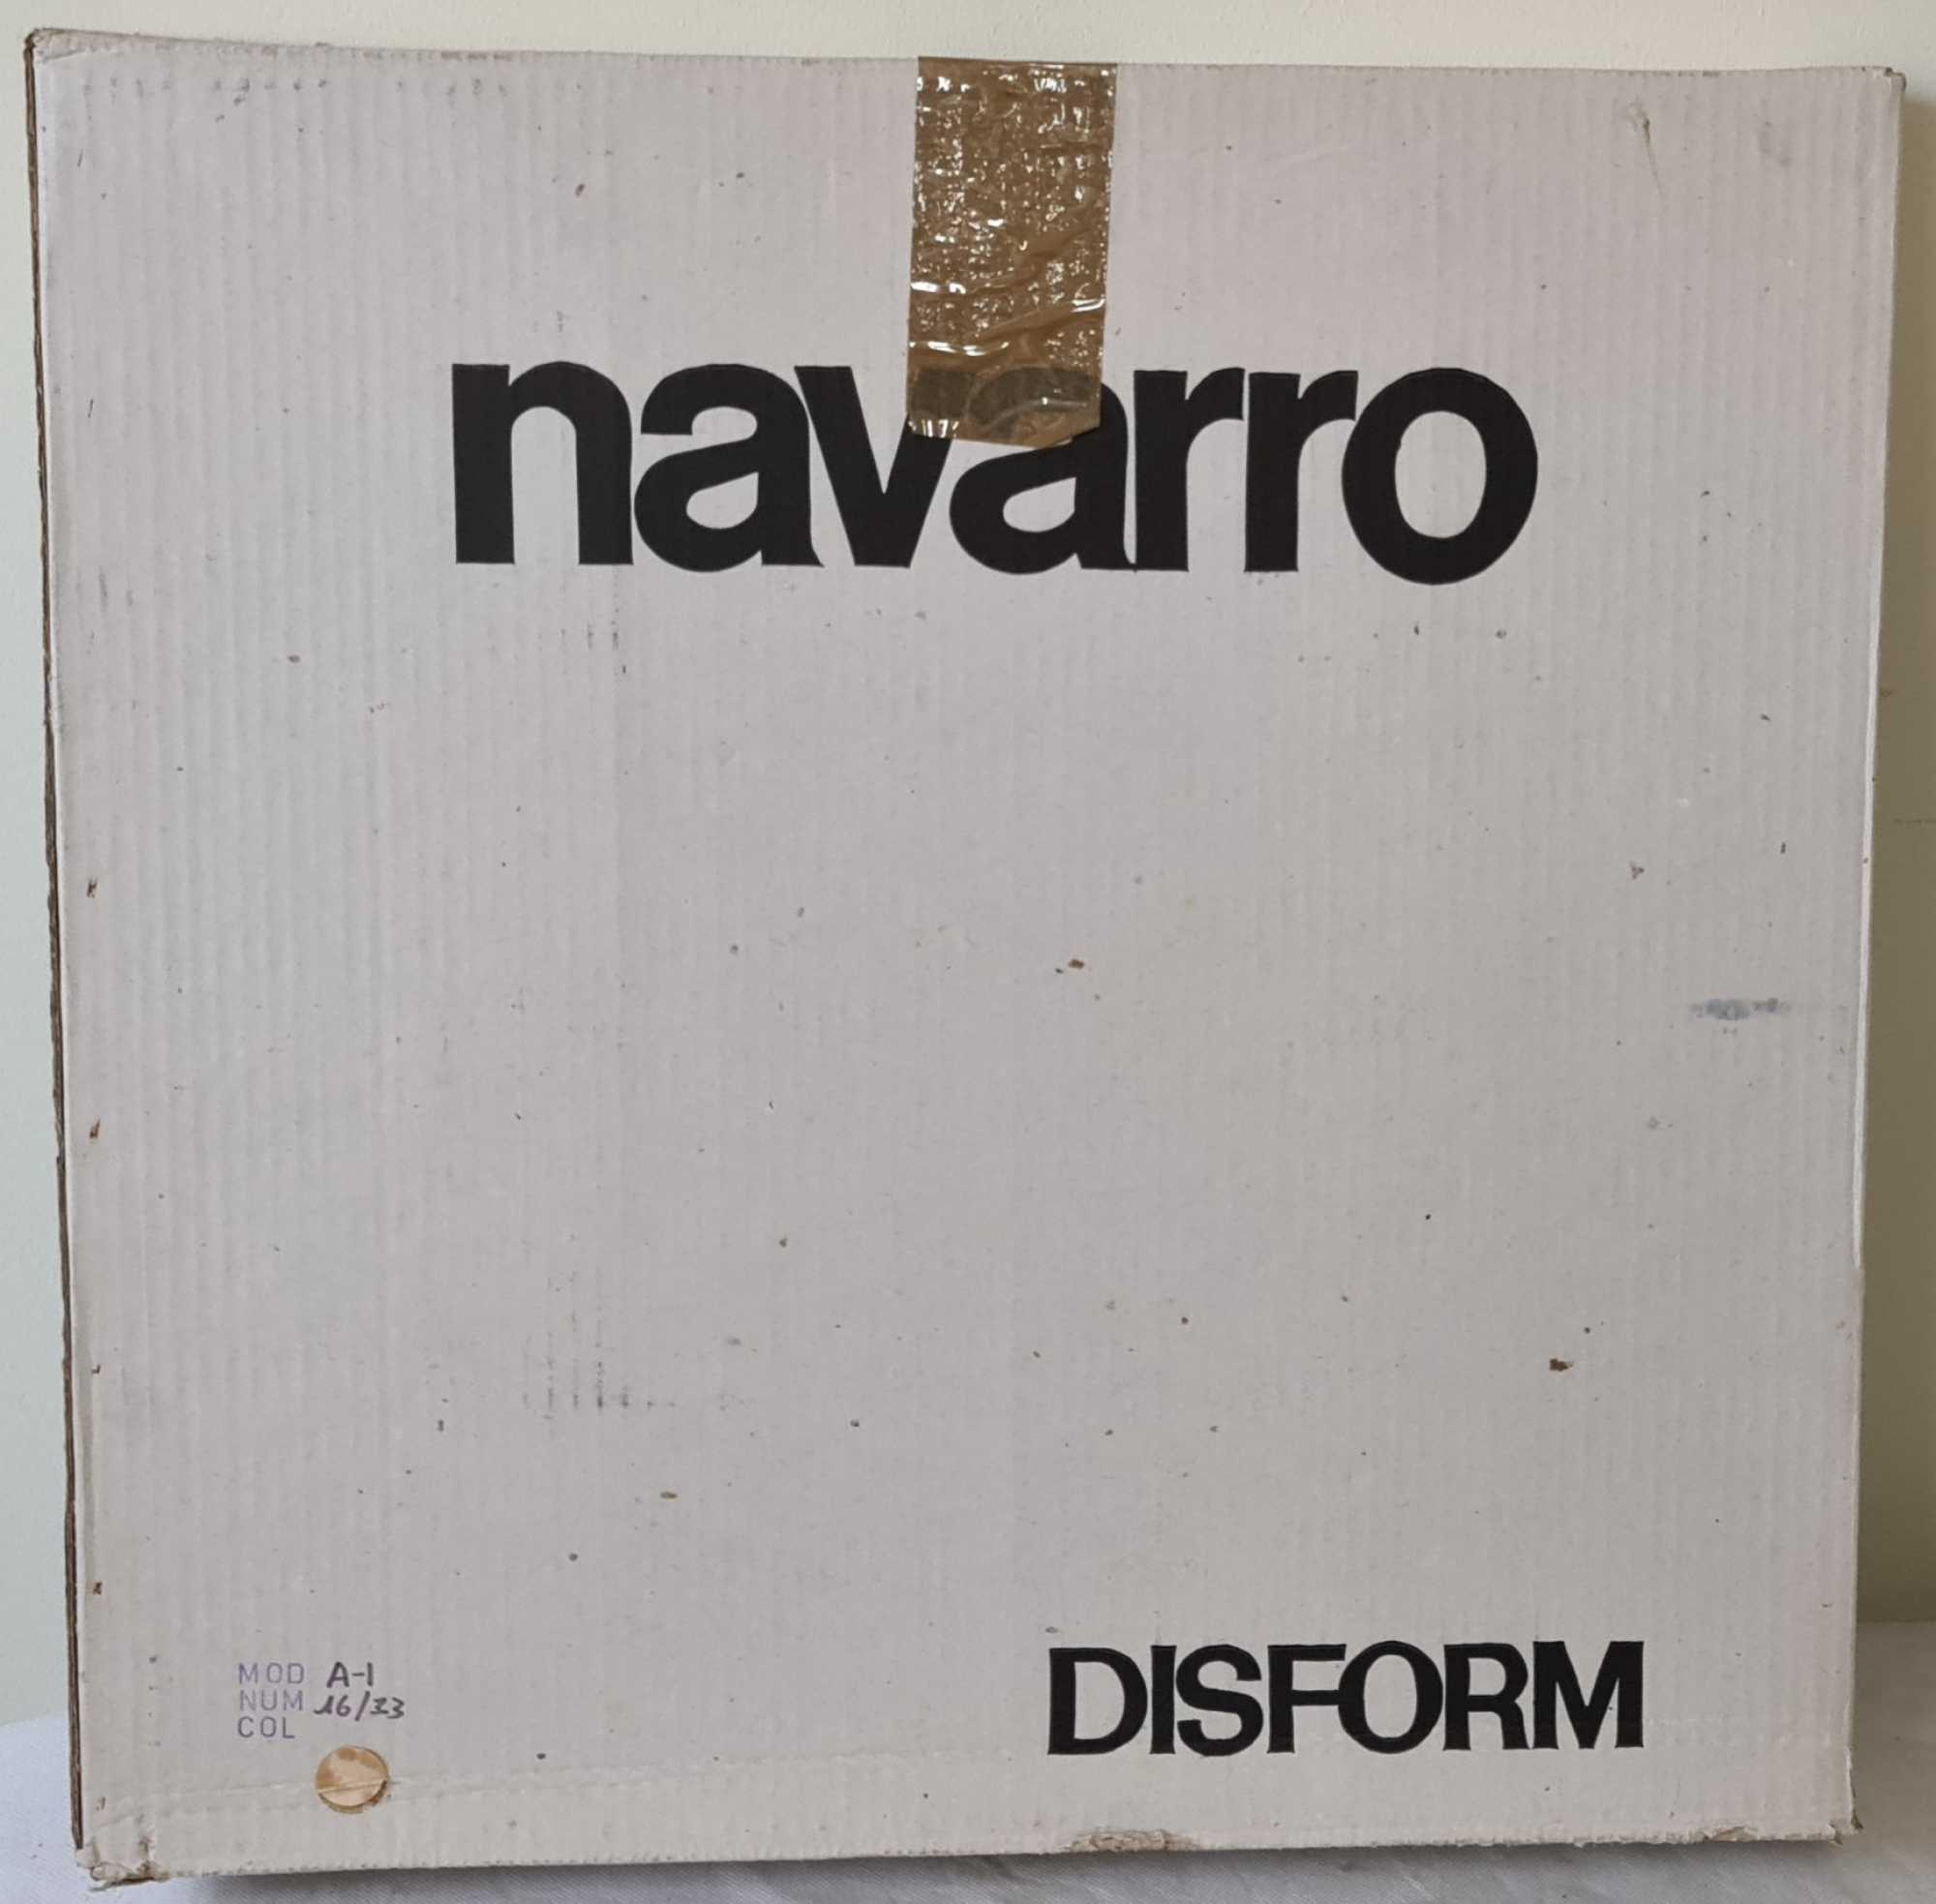 navarro
MOD A-1
NUM 16/33
COL
DISFORM